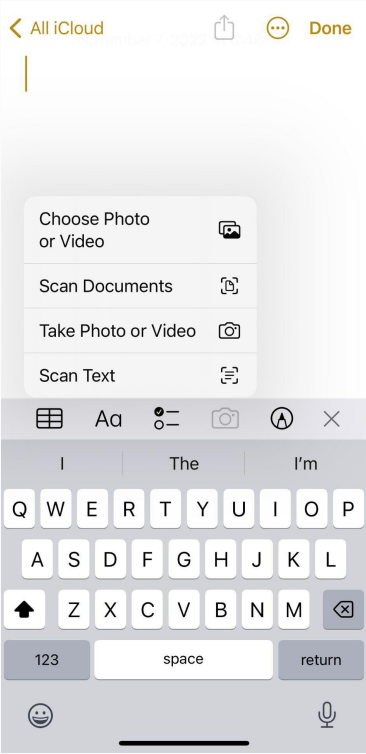 All iCloud
Done
Choose Photo
or Video
Scan Documents
Take Photo or Video
Scan Text
Aa
I The I'm
Q W E R T Y U I O P
A S D F G H J K L
Z X C V B N M
123 space return